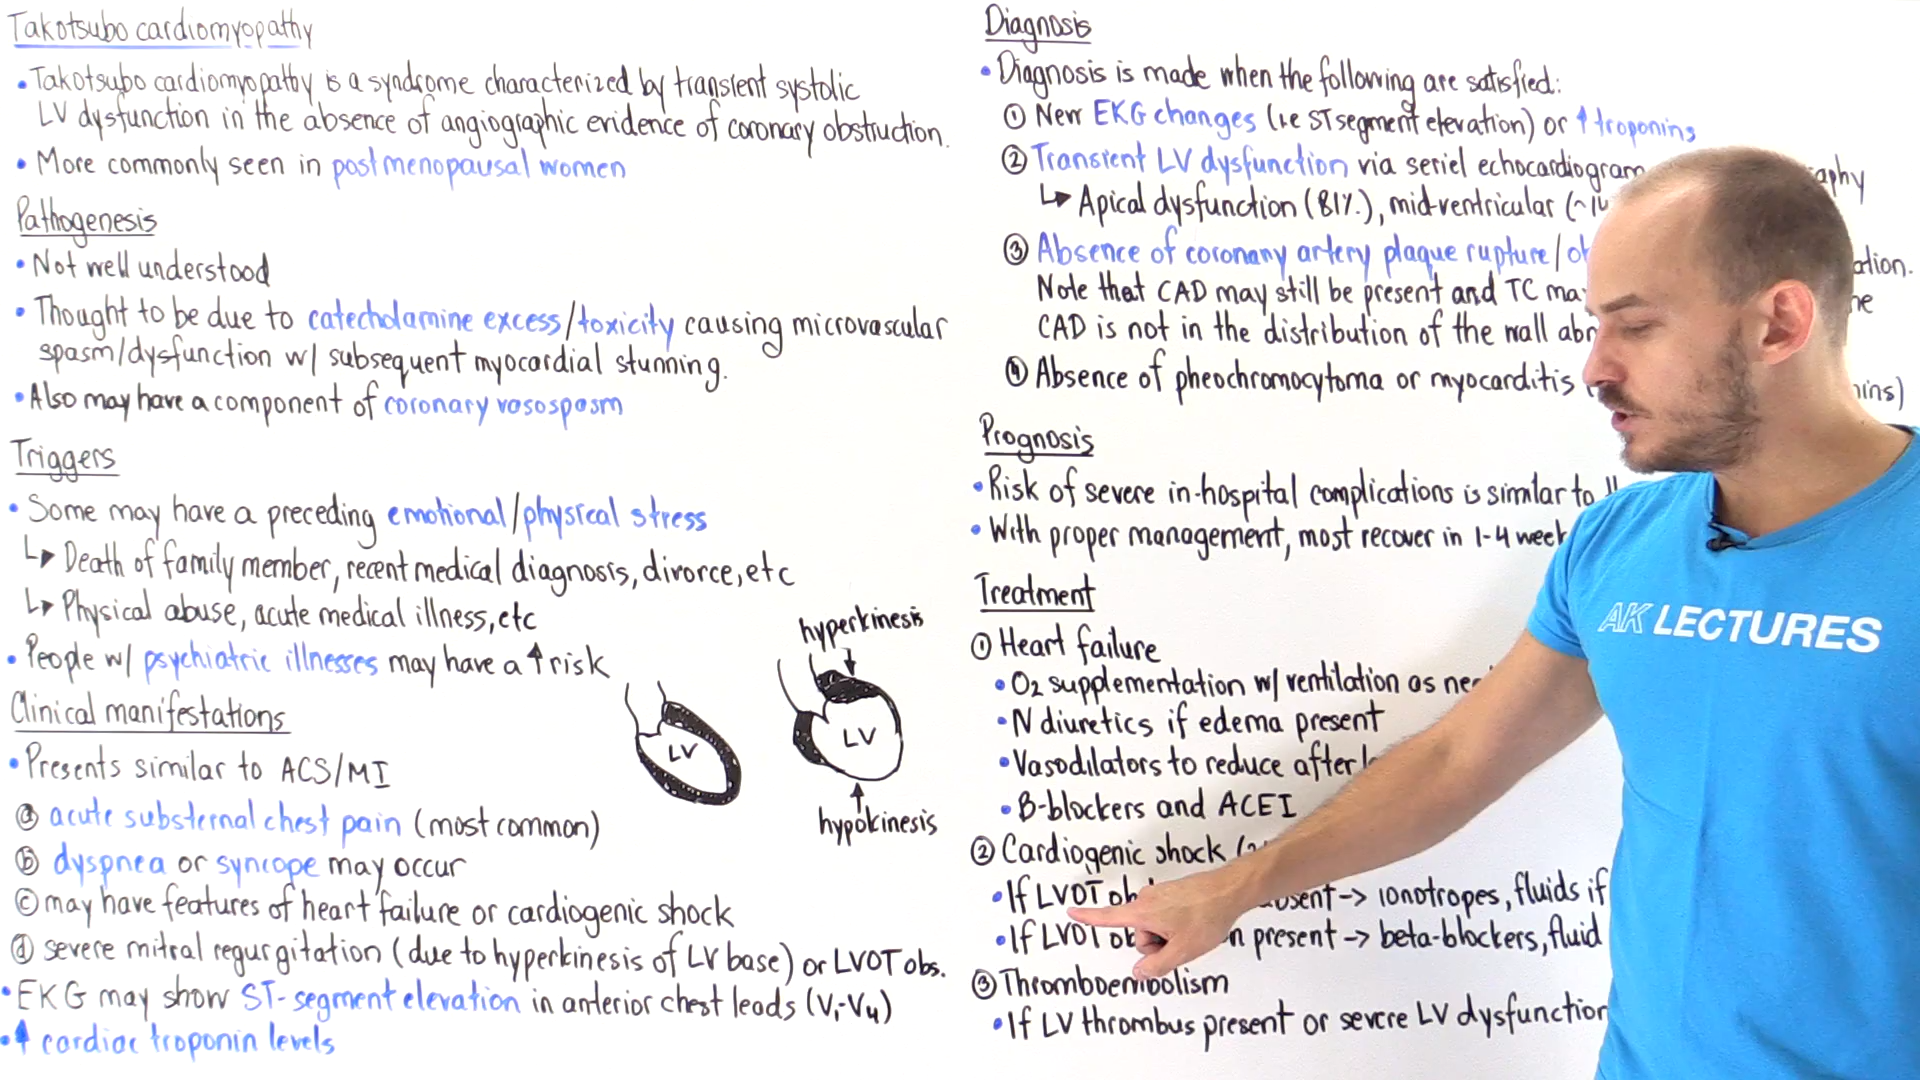 Takotsubo cardiomyopathy
• Takotsubo cardiomyopathy is a syndrome characterized by transient systolic
LV dysfunction in the absence of angiographic evidence of coronary obstruction.
• More commonly seen in postmenopausal women
Pathogenesis
• Not well understood
• Thought to be due to catecholamine excess/toxicity causing microvascular
spasm/dysfunction w/ subsequent myocardial stunning.
• Also may have a component of coronary vasospasm
Triggers
• Some may have a preceding emotional/physical stress
↳ Death of family member, recent medical diagnosis, divorce, etc
↳ Physical abuse, acute medical illness, etc
• People w/ psychiatric illnesses may have a ↑ risk
Clinical manifestations
• Presents similar to ACS/MI
ⓐ acute substernal chest pain (most common)
ⓑ dyspnea or syncope may occur
ⓒ may have features of heart failure or cardiogenic shock
ⓓ severe mitral regurgitation (due to hyperkinesis of LV base) or LVOT obs.
• EKG may show ST-segment elevation in anterior chest leads (V1-V4)
• ↑ cardiac troponin levels
LV
hyperkinesis
LV
hypokinesis
Diagnosis
• Diagnosis is made when the following are satisfied:
① New EKG changes (i.e ST segment elevation) or ↑ troponins
② Transient LV dysfunction via seriel echocardiogram
↳ Apical dysfunction (81%), mid-ventricular
③ Absence of coronary artery plaque rupture/
Note that CAD may still be present and TC
CAD is not in the distribution of the wall
④ Absence of pheochromocytoma or myocarditis
Prognosis
• Risk of severe in-hospital complications is similar to
• With proper management, most recover in 1-4 week
Treatment
① Heart failure
• O2 supplementation w/ ventilation as
• IV diuretics if edema present
• Vasodilators to reduce
• B-blockers and ACEI
② Cardiogenic shock
• If LVOT → ionotropes, fluids if
• If LVOT present → beta-blockers, fluid
③ Thromboembolism
• If LV thrombus present or severe LV dysfunction
AK LECTURES